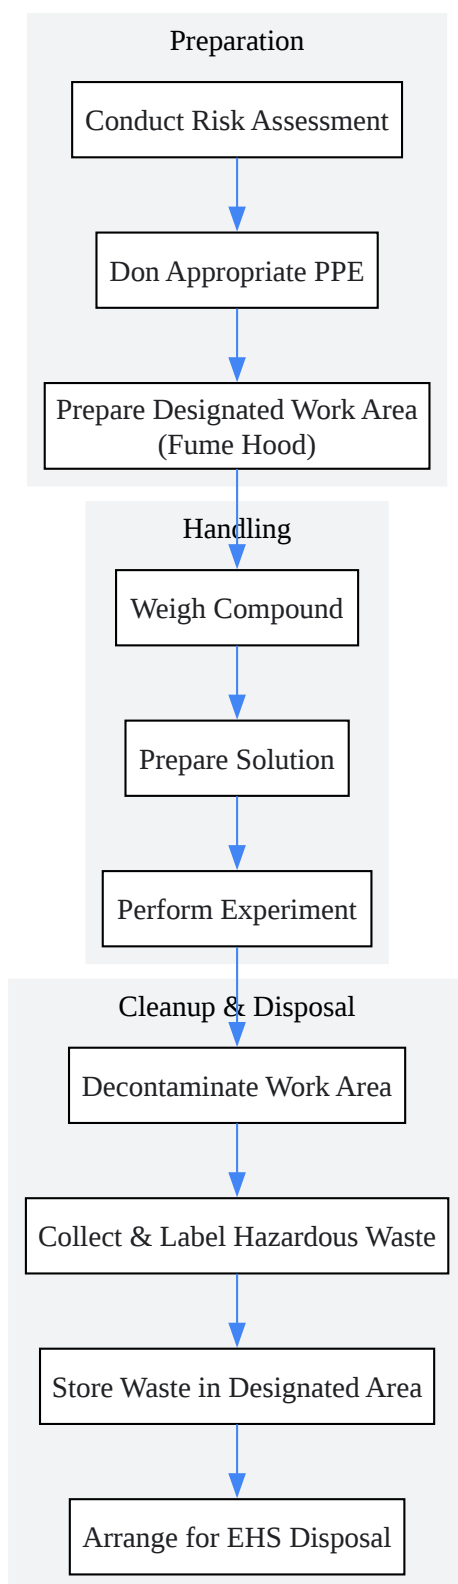 Preparation
Conduct Risk Assessment
Don Appropriate PPE
Prepare Designated Work Area
(Fume Hood)
Handling
Weigh Compound
Prepare Solution
Perform Experiment
Cleanup & Disposal
Decontaminate Work Area
Collect & Label Hazardous Waste
Store Waste in Designated Area
Arrange for EHS Disposal